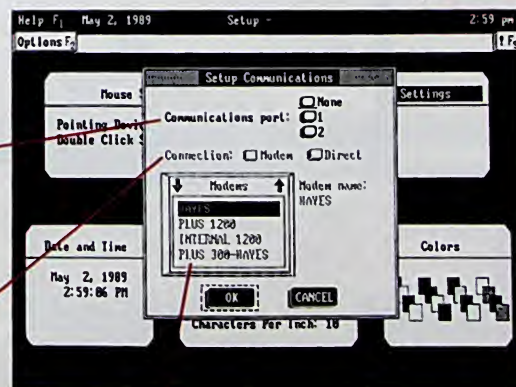 Help F1 May 2, 1989 Setup - 2:59 pm
Options F2
Setup Communications
Mouse
Settings
Communications port: None
1
2
Pointing
Double Click
Connection: Modem Direct
Modems
Modem name:
HAYES
HAYES
PLUS 1200
INTERNAL 1200
PLUS 300-HAYES
Date and Time
Colors
May 2, 1989
2:59:06 PM
OK CANCEL
Characters Per Inch: 10